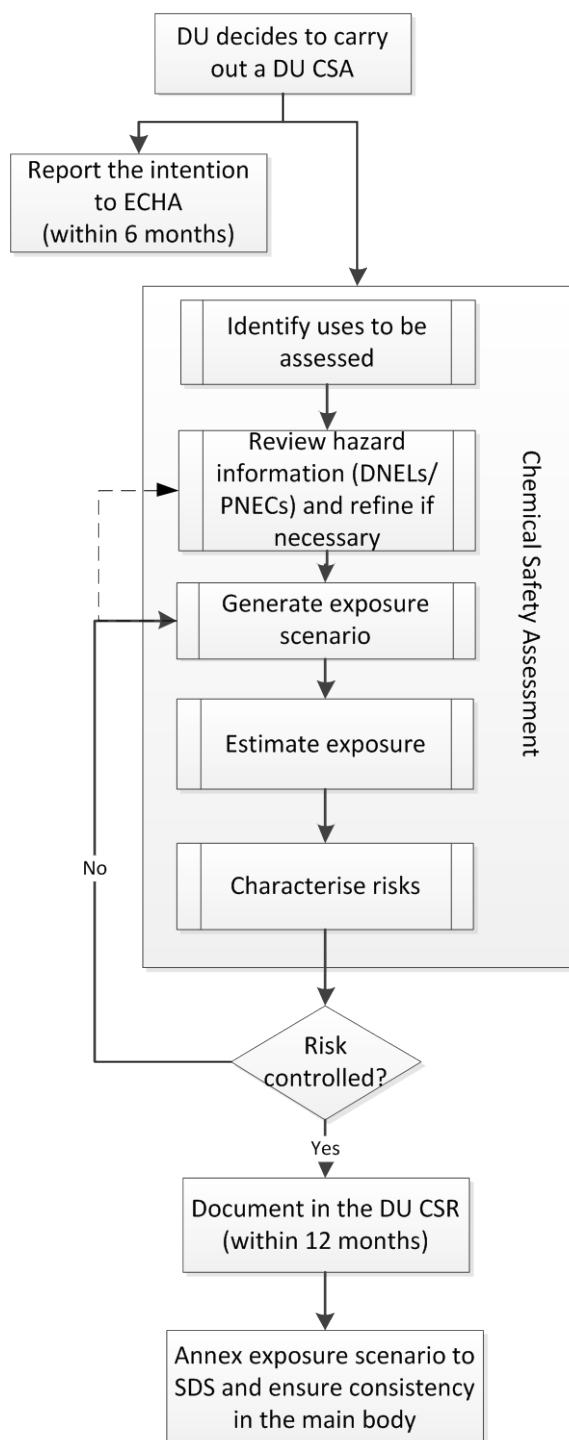 DU decides to carry
out a DU CSA
Report the intention
to ECHA
(within 6 months)
Identify uses to be
assessed
Review hazard
information (DNELs/
PNECs) and refine if
necessary
Chemical Safety Assessment
Generate exposure
scenario
Estimate exposure
Characterise risks
No
Risk
controlled?
Yes
Document in the DU CSR
(within 12 months)
Annex exposure scenario to
SDS and ensure consistency
in the main body